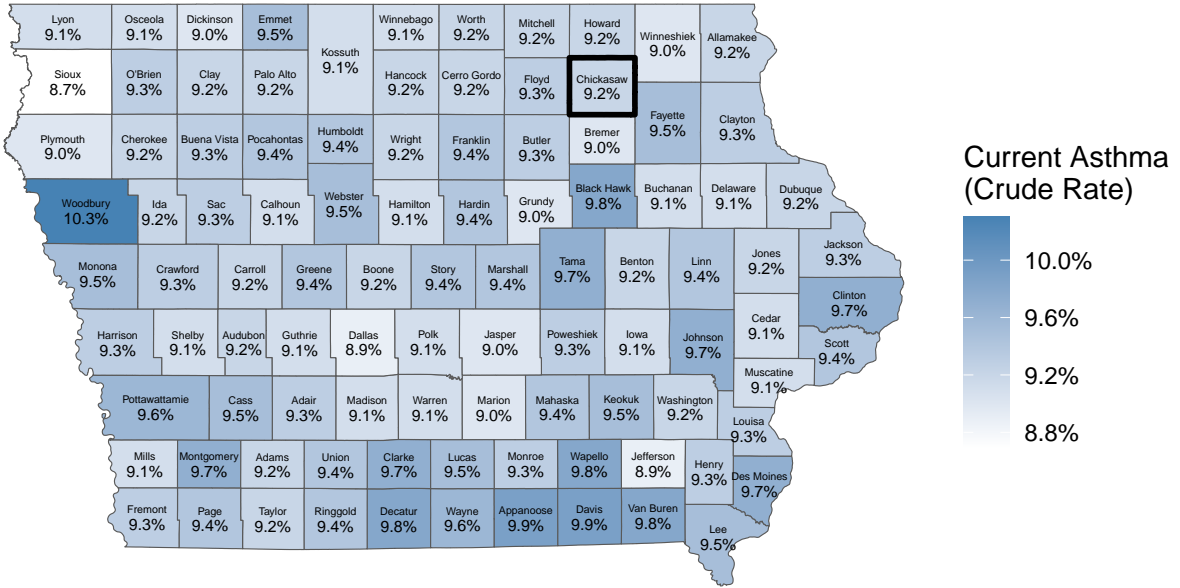 Lyon
9.1%
Osceola
9.1%
Dickinson
9.0%
Emmet
9.5%
Kossuth
9.1%
Winnebago
9.1%
Worth
9.2%
Mitchell
9.2%
Howard
9.2%
Winneshiek
9.0%
Allamakee
9.2%
Sioux
8.7%
O'Brien
9.3%
Clay
9.2%
Palo Alto
9.2%
Hancock
9.2%
Cerro Gordo
9.2%
Floyd
9.3%
Chickasaw
9.2%
Fayette
9.5%
Clayton
9.3%
Plymouth
9.0%
Cherokee
9.2%
Buena Vista
9.3%
Pocahontas
9.4%
Humboldt
9.4%
Wright
9.2%
Franklin
9.4%
Butler
9.3%
Bremer
9.0%
Woodbury
10.3%
Ida
9.2%
Sac
9.3%
Calhoun
9.1%
Webster
9.5%
Hamilton
9.1%
Hardin
9.4%
Grundy
9.0%
Black Hawk
9.8%
Buchanan
9.1%
Delaware
9.1%
Dubuque
9.2%
Monona
9.5%
Crawford
9.3%
Carroll
9.2%
Greene
9.4%
Boone
9.2%
Story
9.4%
Marshall
9.4%
Tama
9.7%
Benton
9.2%
Linn
9.4%
Jones
9.2%
Jackson
9.3%
Clinton
9.7%
Harrison
9.3%
Shelby
9.1%
Audubon
9.2%
Guthrie
9.1%
Dallas
8.9%
Polk
9.1%
Jasper
9.0%
Poweshiek
9.3%
Iowa
9.1%
Johnson
9.7%
Cedar
9.1%
Scott
9.4%
Muscatine
9.1%
Pottawattamie
9.6%
Cass
9.5%
Adair
9.3%
Madison
9.1%
Warren
9.1%
Marion
9.0%
Mahaska
9.4%
Keokuk
9.5%
Washington
9.2%
Louisa
9.3%
Mills
9.1%
Montgomery
9.7%
Adams
9.2%
Union
9.4%
Clarke
9.7%
Lucas
9.5%
Monroe
9.3%
Wapello
9.8%
Jefferson
8.9%
Henry
9.3%
Des Moines
9.7%
Fremont
9.3%
Page
9.4%
Taylor
9.2%
Ringgold
9.4%
Decatur
9.8%
Wayne
9.6%
Appanoose
9.9%
Davis
9.9%
Van Buren
9.8%
Lee
9.5%
Current Asthma
(Crude Rate)
10.0%
9.6%
9.2%
8.8%